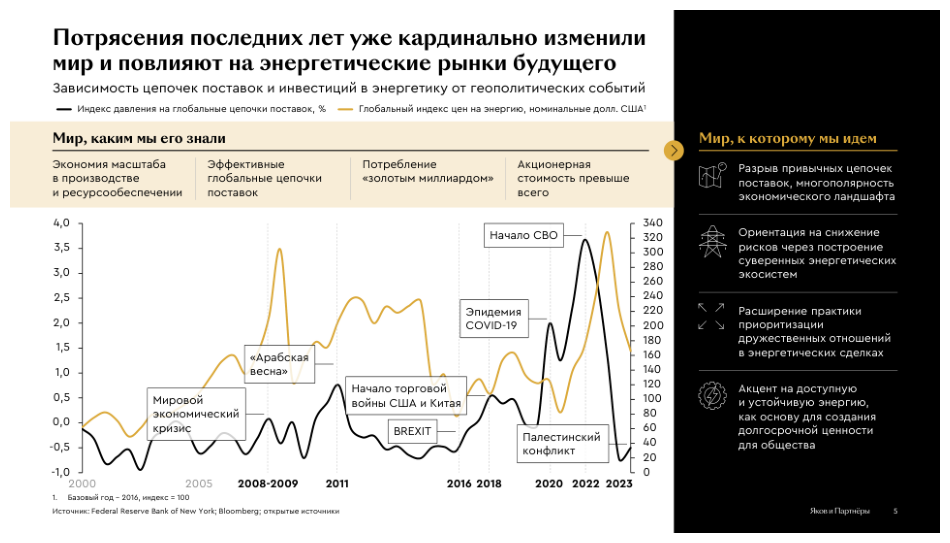 Потрясения последних лет уже кардинально изменили
мир и повлияют на энергетические рынки будущего
Зависимость цепочек поставок и инвестиций в энергетику от геополитических событий
Индекс давления на глобальные цепочки поставок, %
Глобальный индекс цен на энергию, номинальные долл. США¹
Мир, каким мы его знали
Экономия масштаба
в производстве
и ресурсообеспечении
Эффективные
глобальные цепочки
поставок
Потребление
«золотым миллиардом»
Акционерная
стоимость превыше
всего
4,0
3,5
3,0
2,5
2,0
1,5
1,0
0,5
0,0
-0,5
-1,0
340
320
300
280
260
240
220
200
180
160
140
120
100
80
60
40
20
0
Начало СВО
Эпидемия
COVID-19
«Арабская
весна»
Начало торговой
войны США и Китая
Мировой
экономический
кризис
BREXIT
Палестинский
конфликт
2000
2005
2008-2009
2011
2016
2018
2020
2022
2023
1. Базовый год – 2016, индекс = 100
Источник: Federal Reserve Bank of New York; Bloomberg; открытые источники
Мир, к которому мы идем
Разрыв привычных цепочек
поставок, многополярность
экономического ландшафта
Ориентация на снижение
рисков через построение
суверенных энергетических
экосистем
Расширение практики
приоритизации
дружественных отношений
в энергетических сделках
Акцент на доступную
и устойчивую энергию,
как основу для создания
долгосрочной ценности
для общества
Яков и Партнёры
5